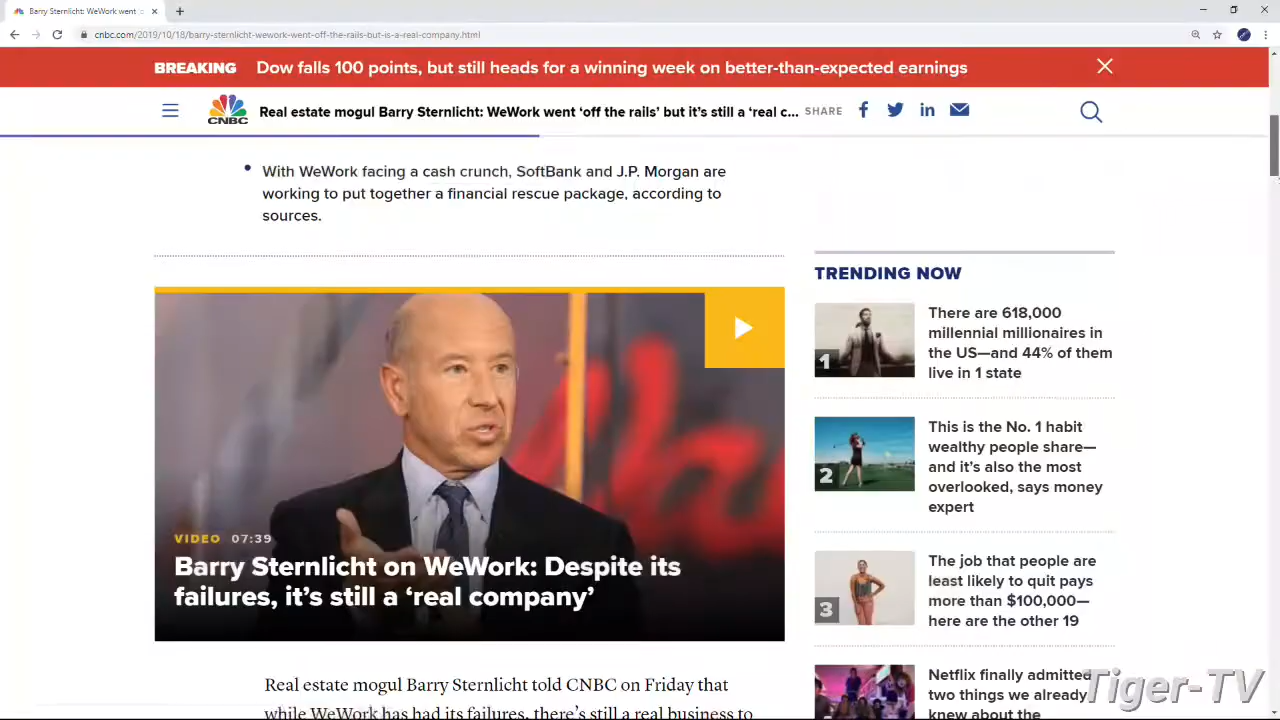 Barry Sternlicht: WeWork went
cnbc.com/2019/10/18/barry-sternlicht-wework-went-off-the-rails-but-is-a-real-company.html
BREAKING Dow falls 100 points, but still heads for a winning week on better-than-expected earnings
CNBC Real estate mogul Barry Sternlicht: WeWork went ‘off the rails’ but it’s still a ‘real c... SHARE
With WeWork facing a cash crunch, SoftBank and J.P. Morgan are
working to put together a financial rescue package, according to
sources.
VIDEO 07:39
Barry Sternlicht on WeWork: Despite its
failures, it’s still a ‘real company’
Real estate mogul Barry Sternlicht told CNBC on Friday that
while WeWork has had its failures, there’s still a real business to
TRENDING NOW
1
There are 618,000
millennial millionaires in
the US—and 44% of them
live in 1 state
2
This is the No. 1 habit
wealthy people share—
and it’s also the most
overlooked, says money
expert
3
The job that people are
least likely to quit pays
more than $100,000—
here are the other 19
Netflix finally admitted
two things we already
knew about the
Tiger-TV